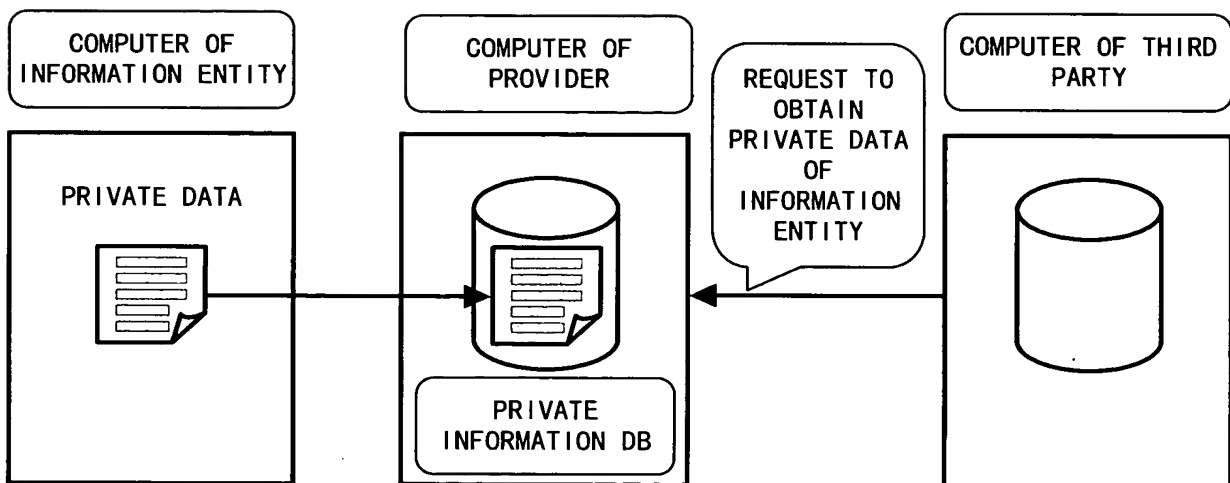 COMPUTER OF
INFORMATION ENTITY
COMPUTER OF
PROVIDER
COMPUTER OF THIRD
PARTY
REQUEST TO
OBTAIN
PRIVATE DATA
OF
INFORMATION
ENTITY
PRIVATE DATA
PRIVATE
INFORMATION DB